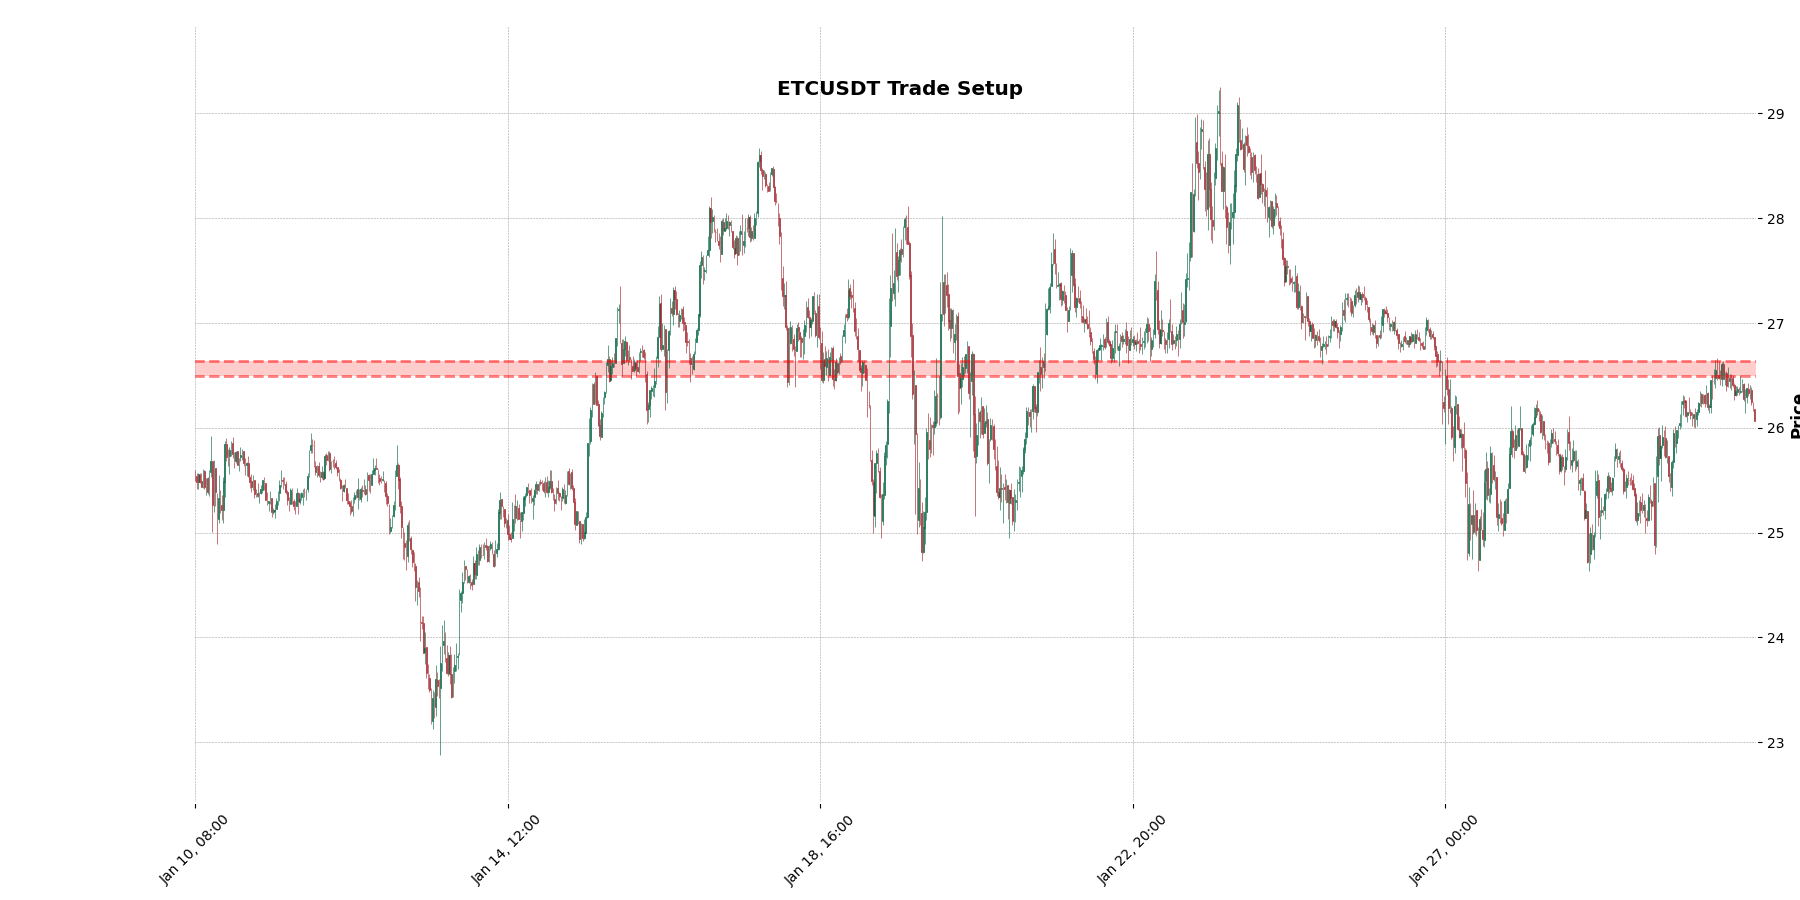 ETCUSDT Trade Setup
29
28
27
26
25
24
23
Price
Jan 10, 08:00
Jan 14, 12:00
Jan 18, 16:00
Jan 22, 20:00
Jan 27, 00:00